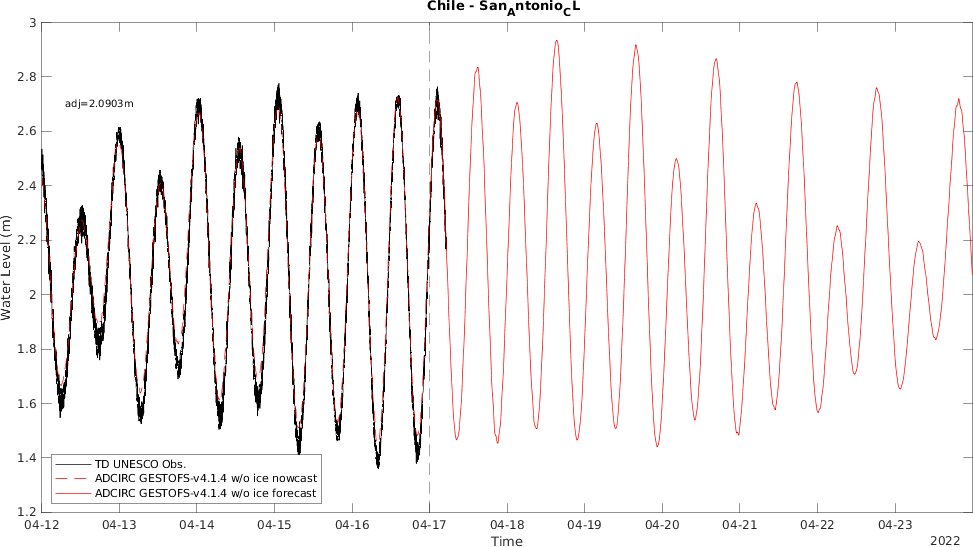 Chile - San_Antonio_CL
3
2.8
adj=2.0903m
2.6
2.4
2.2
2
1.8
1.6
1.4
1.2
Water Level (m)
TD UNESCO Obs.
ADCIRC GESTOFS-v4.1.4 w/o ice nowcast
ADCIRC GESTOFS-v4.1.4 w/o ice forecast
04-12 04-13 04-14 04-15 04-16 04-17 04-18 04-19 04-20 04-21 04-22 04-23
Time
2022